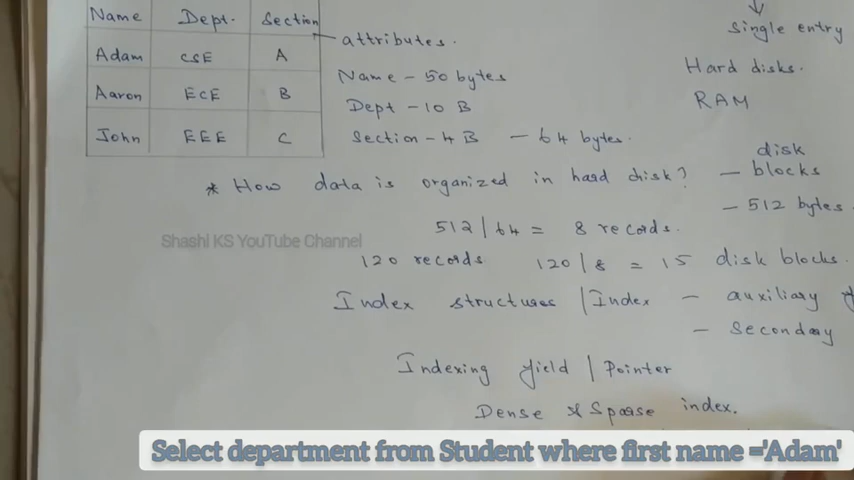 Name Dept. Section
Adam CSE A
Aaron ECE B
John EEE C
attributes.
Name - 50 bytes
Dept - 10 B
Section - 4 B - 64 bytes.
single entry
Hard disks.
RAM
* How data is organized in hard disk? - disk blocks
- 512 bytes.
512/64 = 8 records.
Shashi KS YouTube Channel
120 records. 120/8 = 15 disk blocks.
Index structures / Index - auxiliary
- Secondary
Indexing field / Pointer
Dense & Sparse index.
Select department from Student where first name ='Adam'